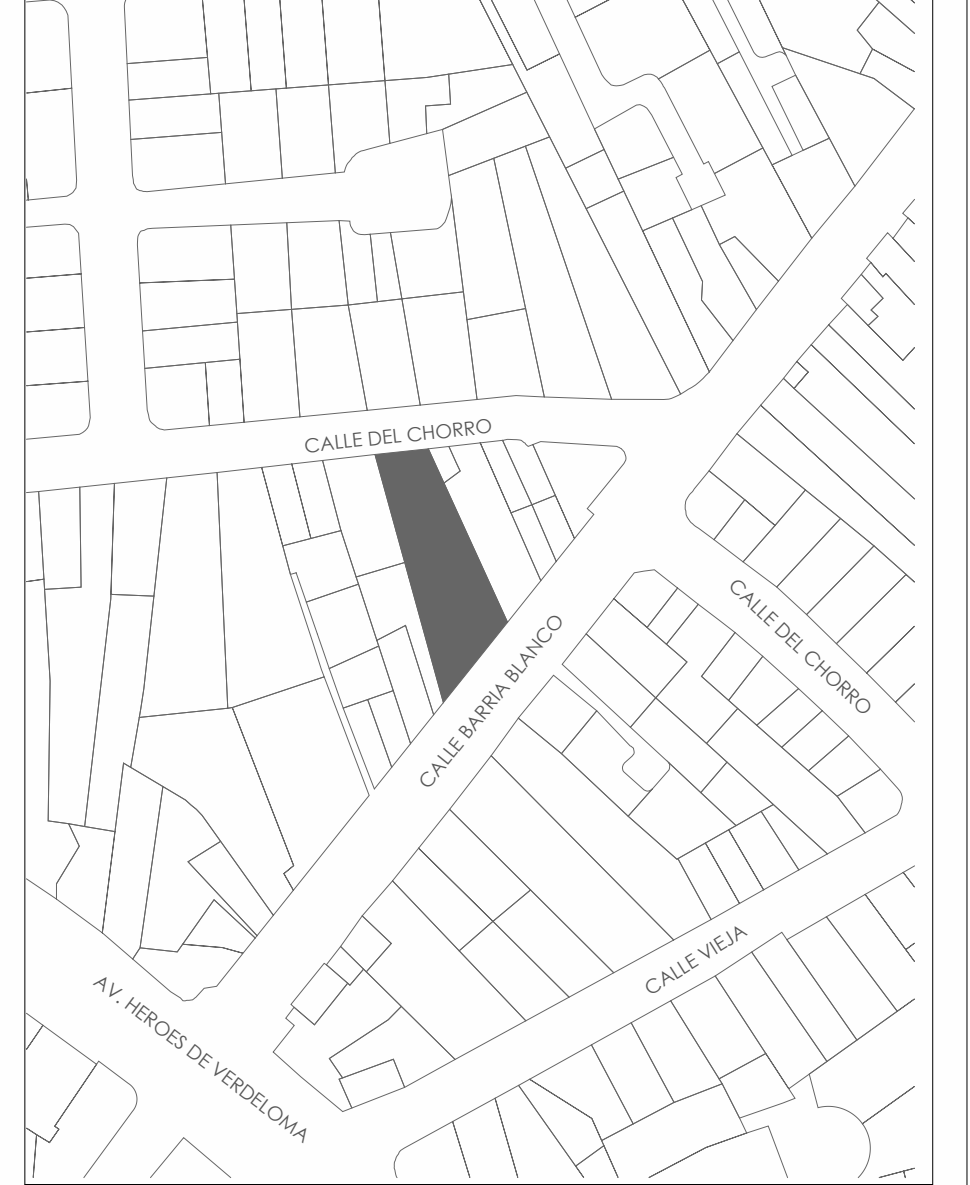 CALLE DEL CHORRO
CALLE DEL CHORRO
CALLE BARRIA BLANCO
CALLE VIEJA
AV. HEROES DE VERDELOMA